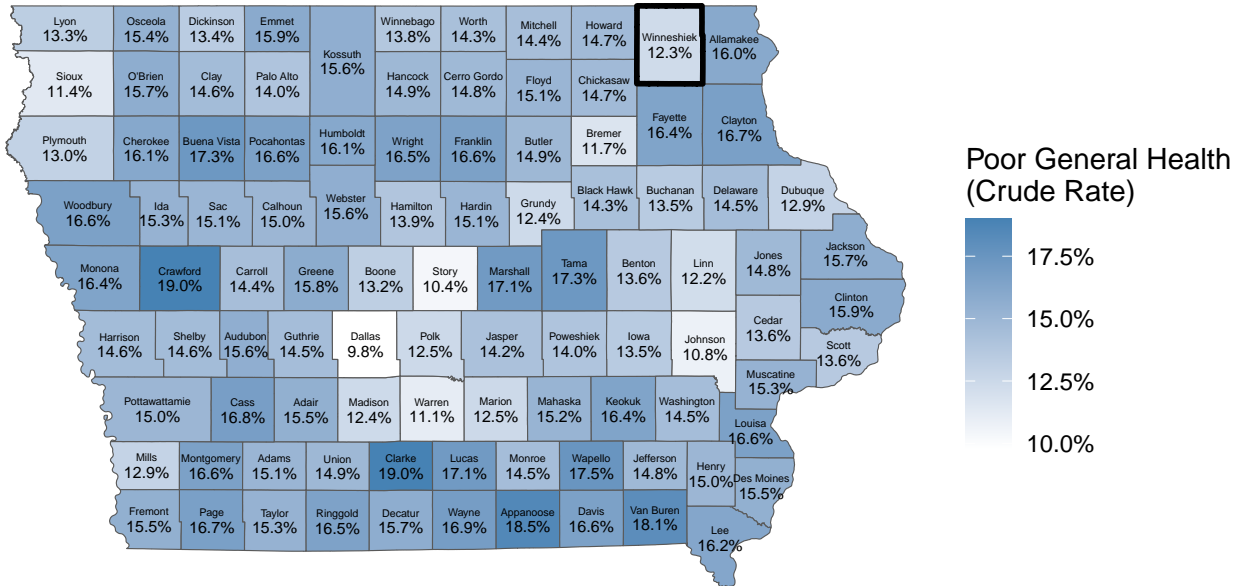 Lyon
13.3%
Osceola
15.4%
Dickinson
13.4%
Emmet
15.9%
Kossuth
15.6%
Winnebago
13.8%
Worth
14.3%
Mitchell
14.4%
Howard
14.7%
Winneshiek
12.3%
Allamakee
16.0%
Sioux
11.4%
O'Brien
15.7%
Clay
14.6%
Palo Alto
14.0%
Hancock
14.9%
Cerro Gordo
14.8%
Floyd
15.1%
Chickasaw
14.7%
Fayette
16.4%
Clayton
16.7%
Plymouth
13.0%
Cherokee
16.1%
Buena Vista
17.3%
Pocahontas
16.6%
Humboldt
16.1%
Wright
16.5%
Franklin
16.6%
Butler
14.9%
Bremer
11.7%
Woodbury
16.6%
Ida
15.3%
Sac
15.1%
Calhoun
15.0%
Webster
15.6%
Hamilton
13.9%
Hardin
15.1%
Grundy
12.4%
Black Hawk
14.3%
Buchanan
13.5%
Delaware
14.5%
Dubuque
12.9%
Monona
16.4%
Crawford
19.0%
Carroll
14.4%
Greene
15.8%
Boone
13.2%
Story
10.4%
Marshall
17.1%
Tama
17.3%
Benton
13.6%
Linn
12.2%
Jones
14.8%
Jackson
15.7%
Clinton
15.9%
Harrison
14.6%
Shelby
14.6%
Audubon
15.6%
Guthrie
14.5%
Dallas
9.8%
Polk
12.5%
Jasper
14.2%
Poweshiek
14.0%
Iowa
13.5%
Johnson
10.8%
Cedar
13.6%
Scott
13.6%
Muscatine
15.3%
Pottawattamie
15.0%
Cass
16.8%
Adair
15.5%
Madison
12.4%
Warren
11.1%
Marion
12.5%
Mahaska
15.2%
Keokuk
16.4%
Washington
14.5%
Louisa
16.6%
Mills
12.9%
Montgomery
16.6%
Adams
15.1%
Union
14.9%
Clarke
19.0%
Lucas
17.1%
Monroe
14.5%
Wapello
17.5%
Jefferson
14.8%
Henry
15.0%
Des Moines
15.5%
Fremont
15.5%
Page
16.7%
Taylor
15.3%
Ringgold
16.5%
Decatur
15.7%
Wayne
16.9%
Appanoose
18.5%
Davis
16.6%
Van Buren
18.1%
Lee
16.2%
Poor General Health
(Crude Rate)
17.5%
15.0%
12.5%
10.0%